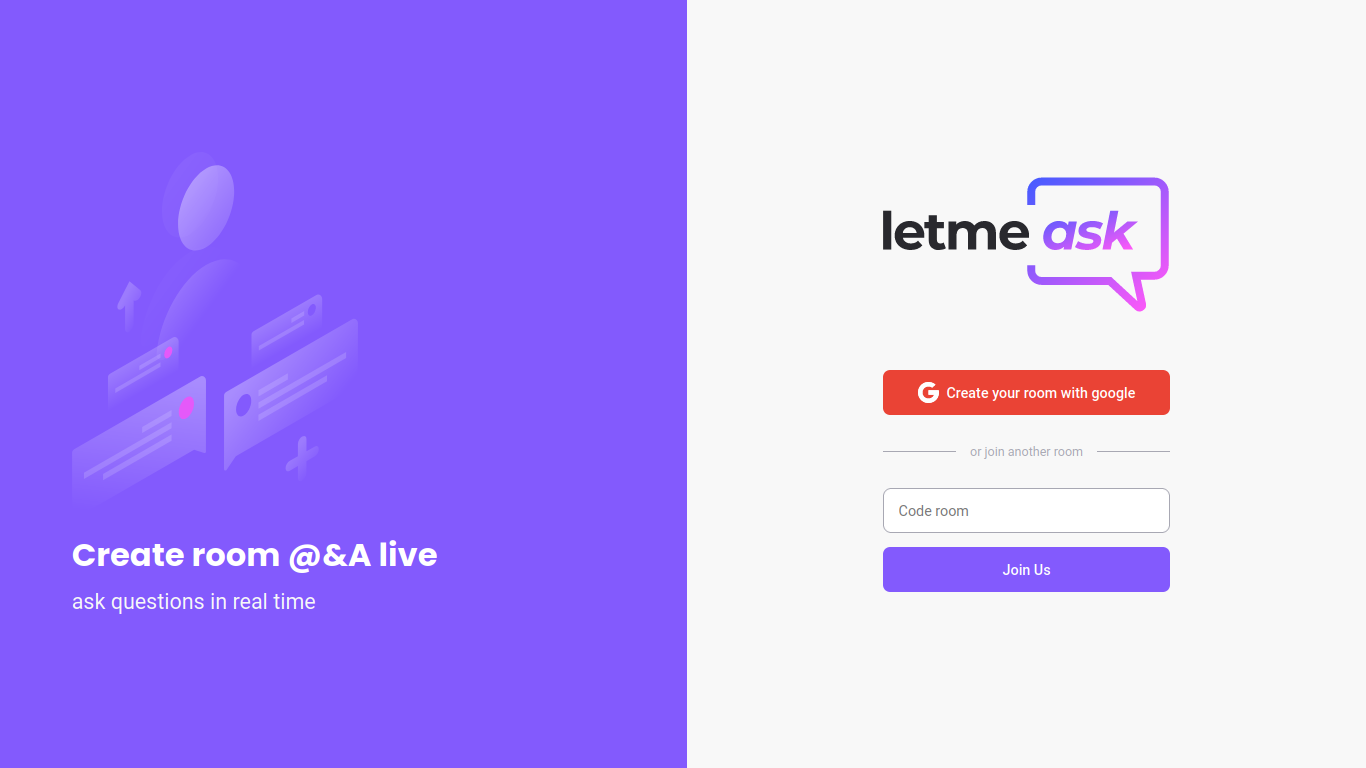 Create room @&A live
ask questions in real time
letme ask
Create your room with google
or join another room
Code room
Join Us